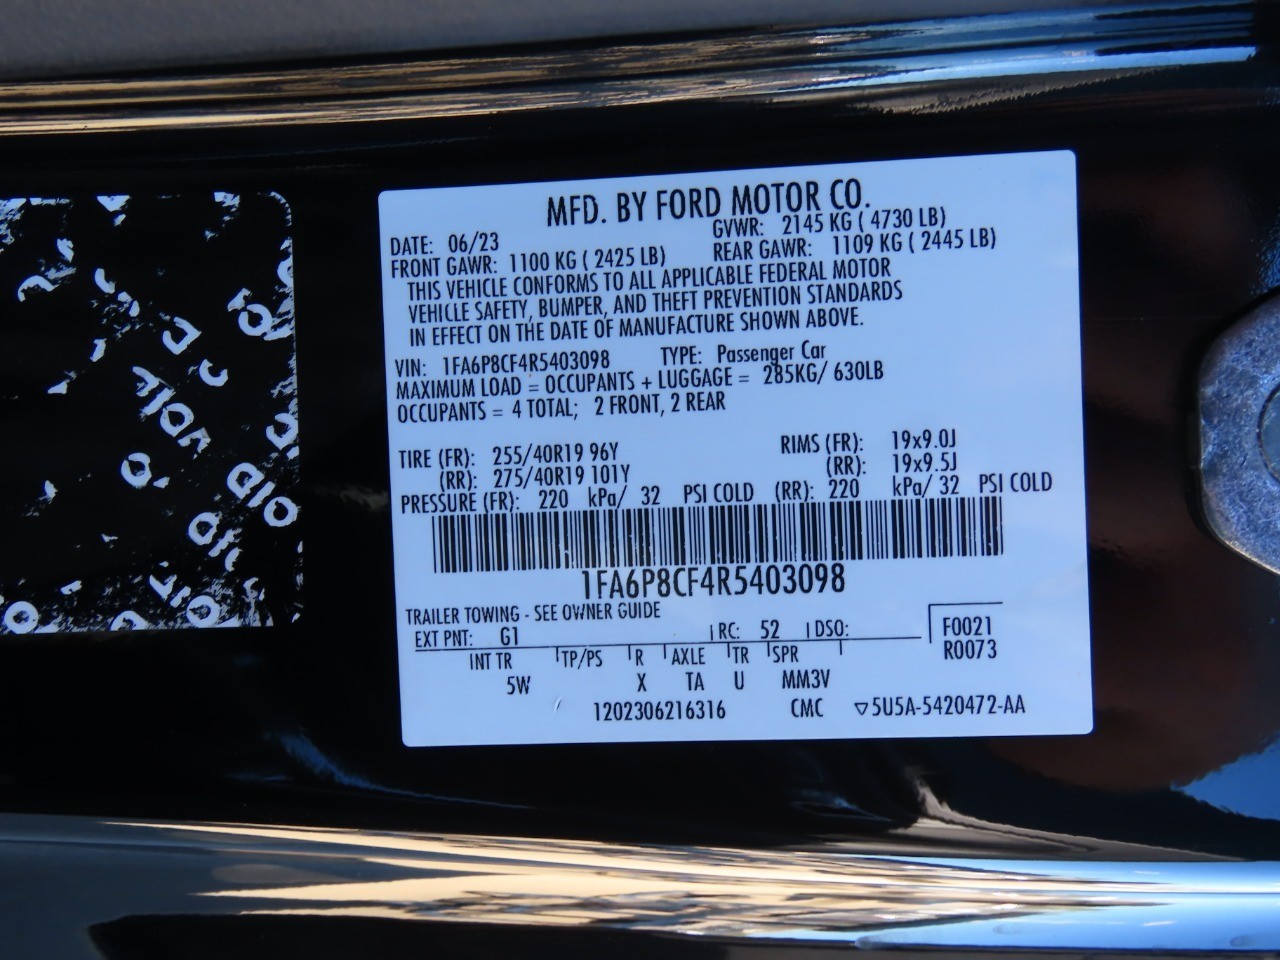 MFD. BY FORD MOTOR CO.
DATE: 06/23 GVWR: 2145 KG ( 4730 LB)
FRONT GAWR: 1100 KG ( 2425 LB) REAR GAWR: 1109 KG ( 2445 LB)
THIS VEHICLE CONFORMS TO ALL APPLICABLE FEDERAL MOTOR
VEHICLE SAFETY, BUMPER, AND THEFT PREVENTION STANDARDS
IN EFFECT ON THE DATE OF MANUFACTURE SHOWN ABOVE.
VIN: 1FA6P8CF4R5403098 TYPE: Passenger Car
MAXIMUM LOAD = OCCUPANTS + LUGGAGE = 285KG/ 630LB
OCCUPANTS = 4 TOTAL; 2 FRONT, 2 REAR
TIRE (FR): 255/40R19 96Y RIMS (FR): 19x9.0J
(RR): 275/40R19 101Y (RR): 19x9.5J
PRESSURE (FR): 220 kPa/ 32 PSI COLD (RR): 220 kPa/ 32 PSI COLD
1FA6P8CF4R5403098
TRAILER TOWING - SEE OWNER GUIDE
EXT PNT: G1 RC: 52 DSO: F0021
INT TR TP/PS R AXLE TR SPR R0073
5W X TA U MM3V
1202306216316 CMC ▽5U5A-5420472-AA